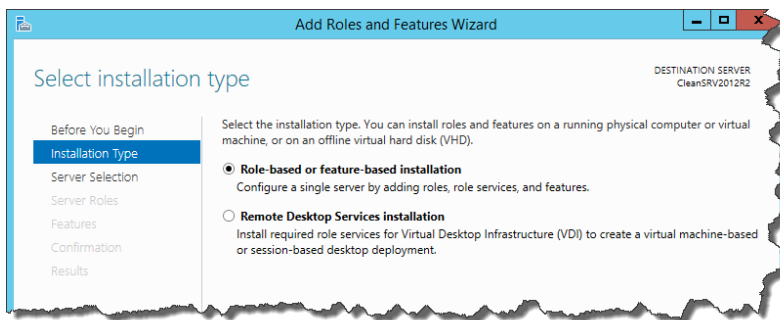 Add Roles and Features Wizard
Select installation type
DESTINATION SERVER
CleanSRV2012R2
Before You Begin
Installation Type
Server Selection
Server Roles
Features
Confirmation
Results
Select the installation type. You can install roles and features on a running physical computer or virtual
machine, or on an offline virtual hard disk (VHD).
Role-based or feature-based installation
Configure a single server by adding roles, role services, and features.
Remote Desktop Services installation
Install required role services for Virtual Desktop Infrastructure (VDI) to create a virtual machine-based
or session-based desktop deployment.